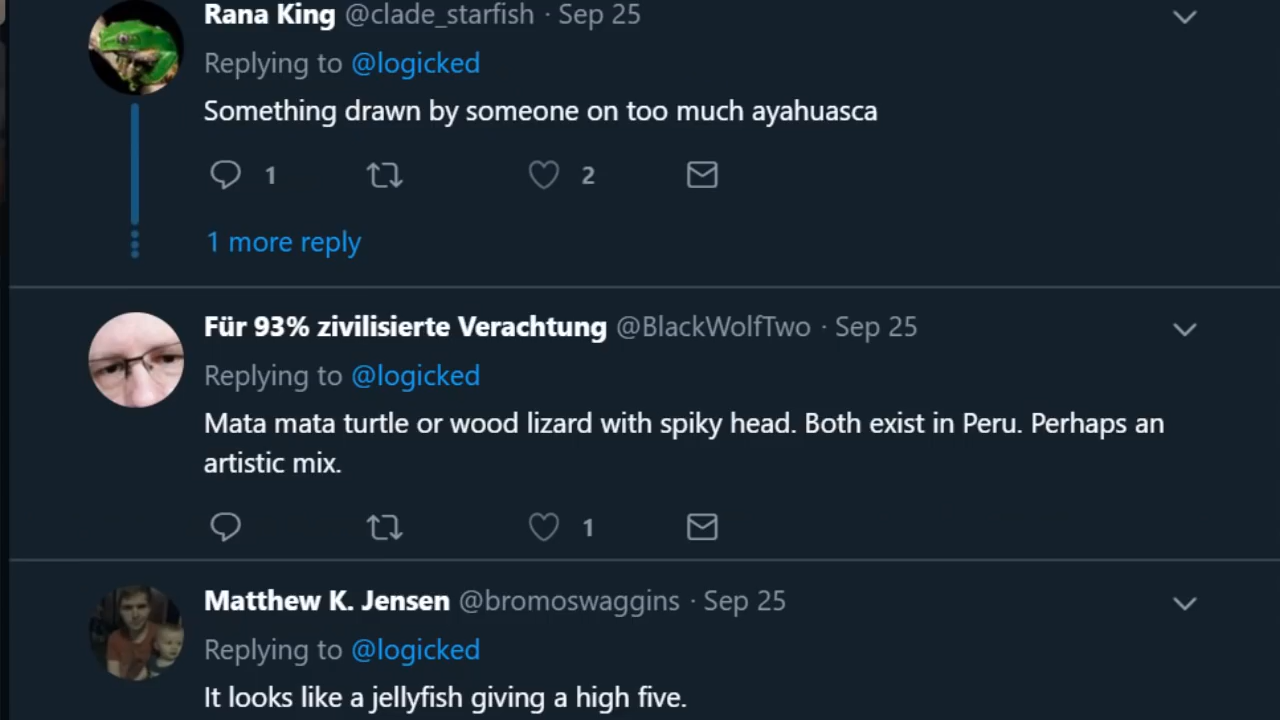 Rana King @clade_starfish · Sep 25
Replying to @logicked
Something drawn by someone on too much ayahuasca
1 2
1 more reply
Für 93% zivilisierte Verachtung @BlackWolfTwo · Sep 25
Replying to @logicked
Mata mata turtle or wood lizard with spiky head. Both exist in Peru. Perhaps an
artistic mix.
1
Matthew K. Jensen @bromoswaggins · Sep 25
Replying to @logicked
It looks like a jellyfish giving a high five.